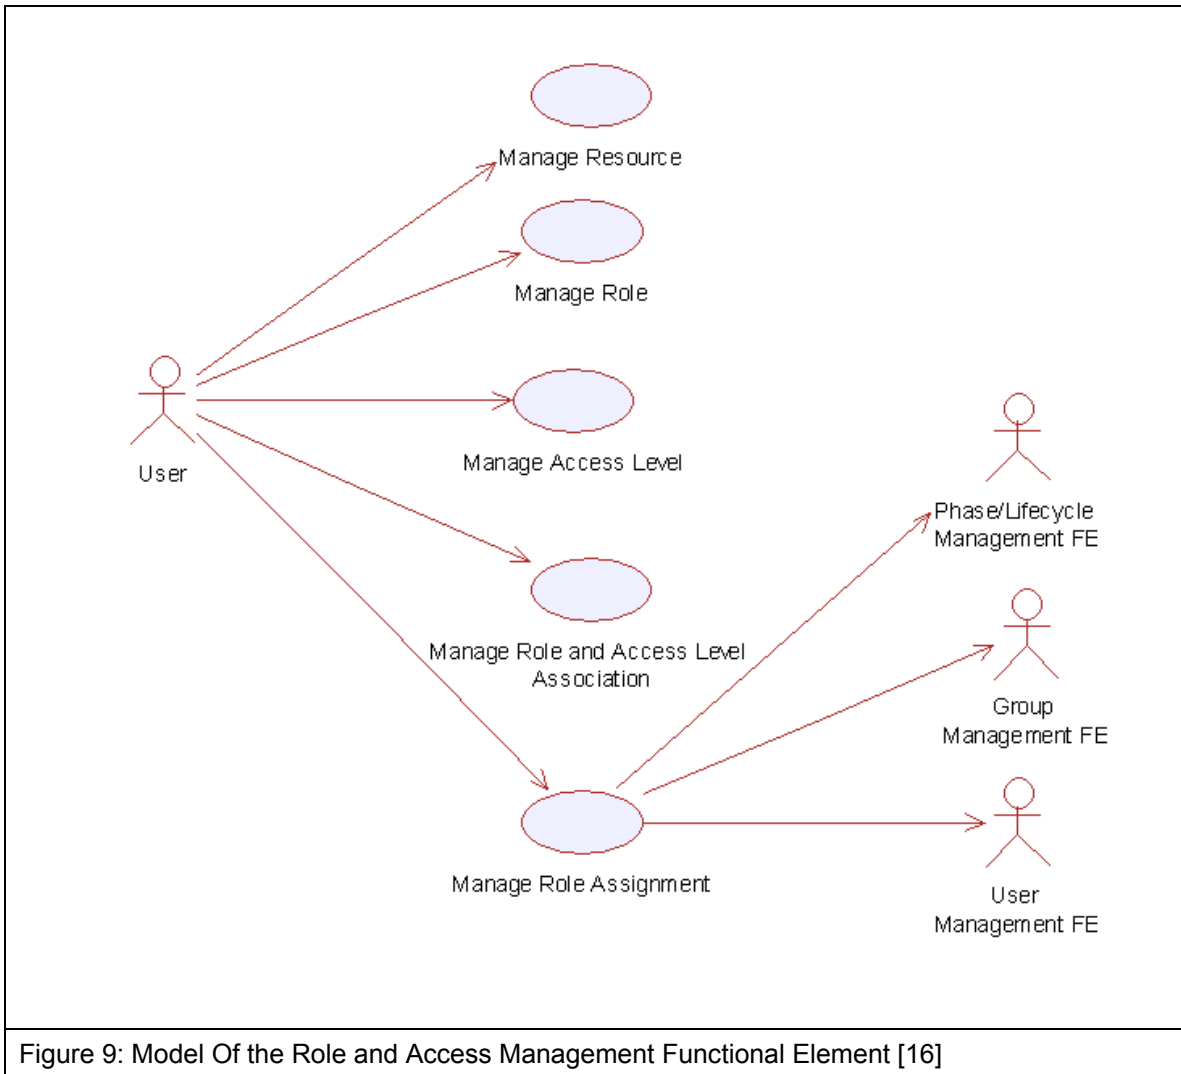 Manage Resource
Manage Role
User
Manage Access Level
Phase/Lifecycle
Management FE
Manage Role and Access Level
Association
Group
Management FE
Manage Role Assignment
User
Management FE
Figure 9: Model Of the Role and Access Management Functional Element [16]